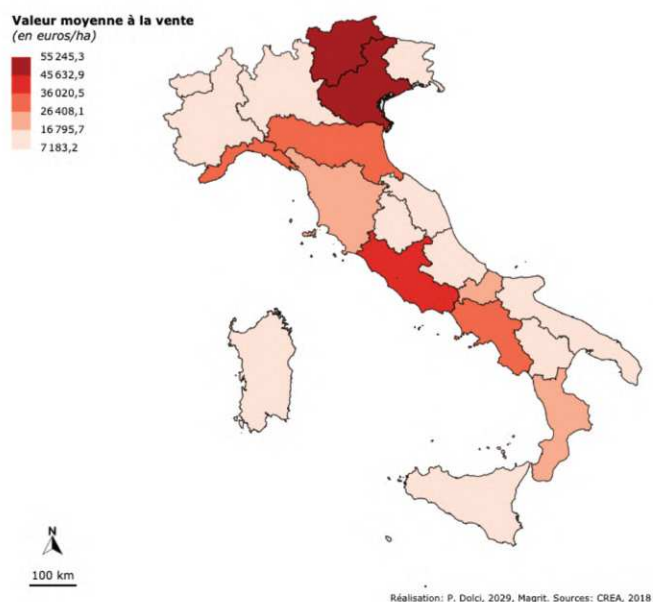 Valeur moyenne à la vente
(en euros/ha)
55 245,3
45 632,9
36 020,5
26 408,1
16 795,7
7 183,2
N
100 km
Réalisation: P. Dolci, 2029, Magrit. Sources: CREA, 2018